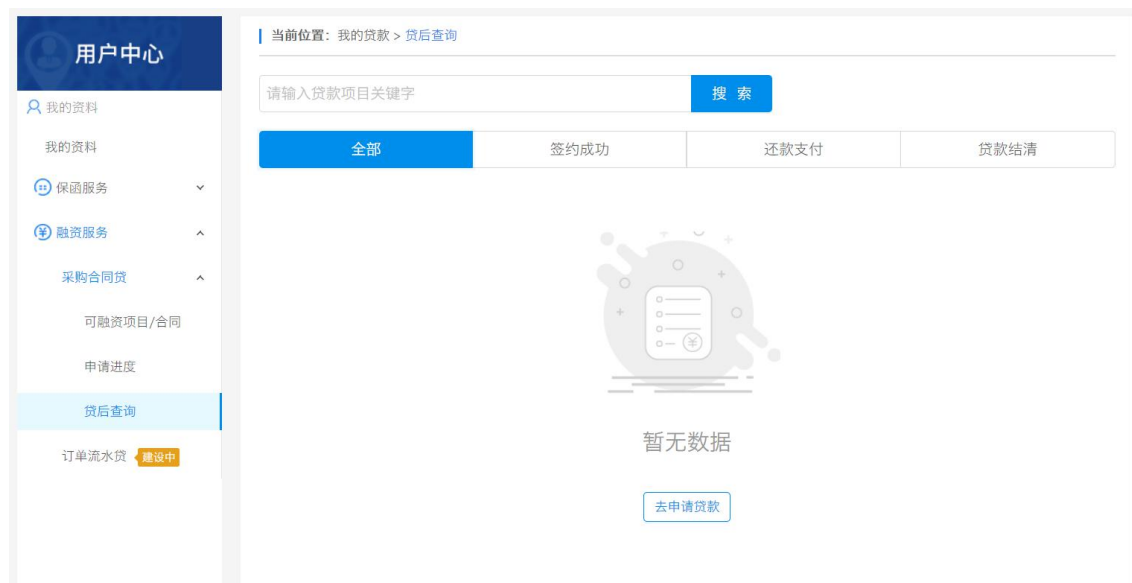 用户中心
我的资料
我的资料
保函服务
融资服务
采购合同贷
可融资项目/合同
申请进度
贷后查询
订单流水贷 建设中
当前位置：我的贷款 > 贷后查询
请输入贷款项目关键字
搜 索
全部 签约成功 还款支付 贷款结清
暂无数据
去申请贷款